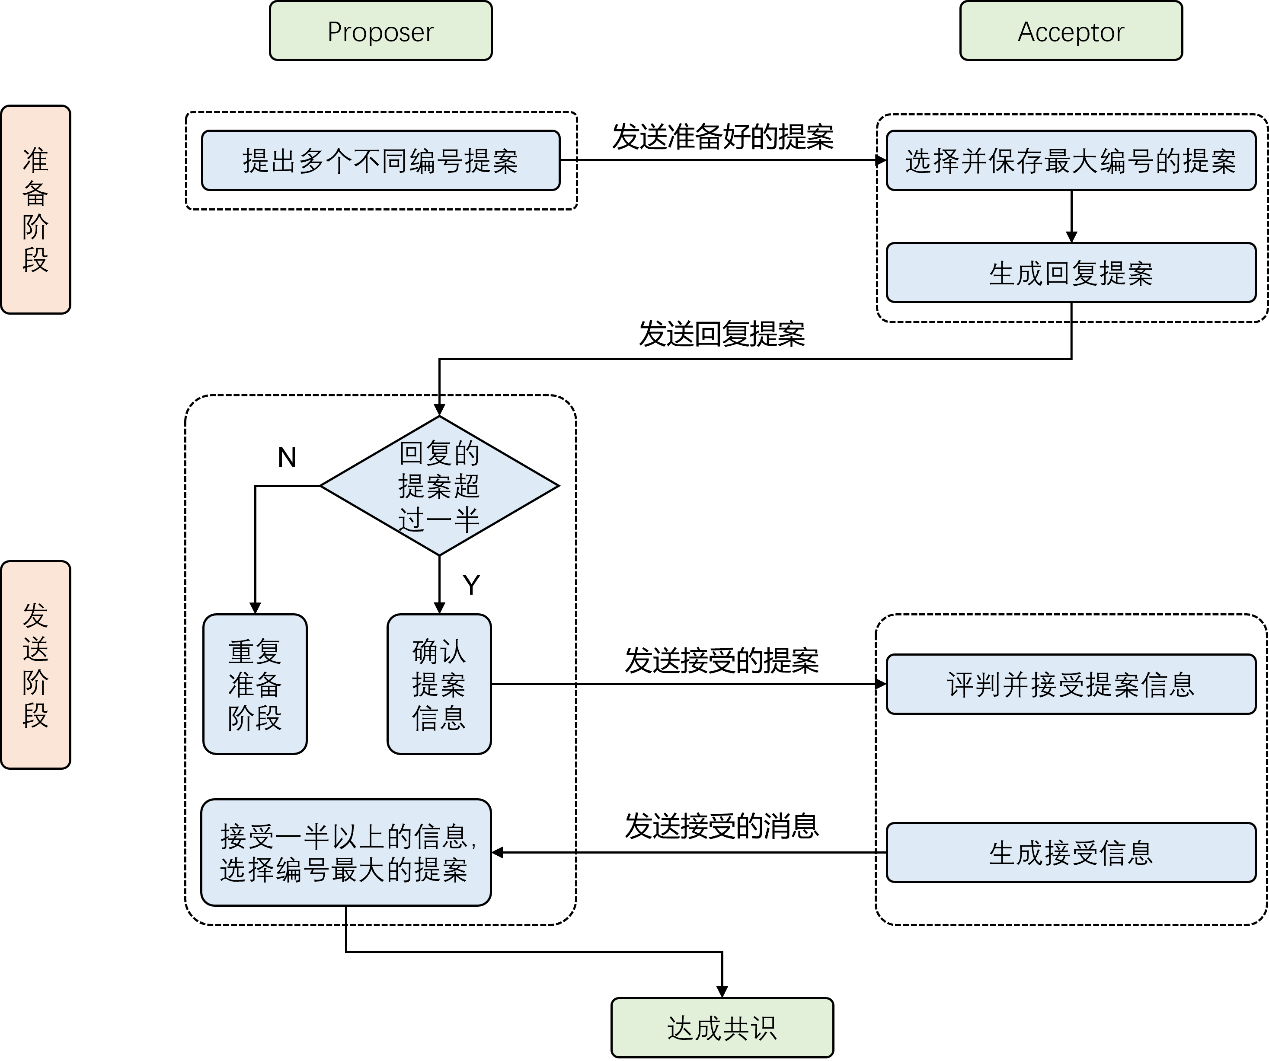 Proposer
Acceptor
准
备
阶
段
提出多个不同编号提案
发送准备好的提案
选择并保存最大编号的提案
生成回复提案
发送回复提案
回复的
提案超
过一半
N
Y
发
送
阶
段
重复
准备
阶段
确认
提案
信息
发送接受的提案
评判并接受提案信息
接受一半以上的信息,
选择编号最大的提案
发送接受的消息
生成接受信息
达成共识